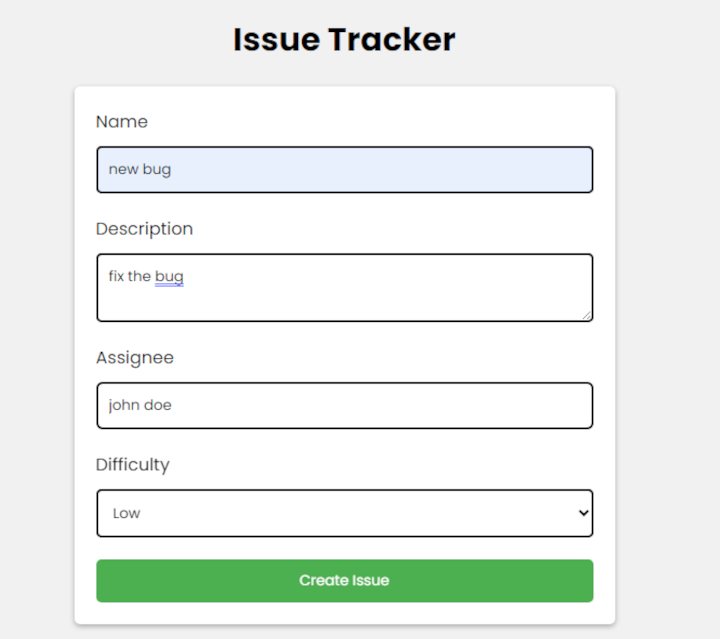 Issue Tracker
Name
new bug
Description
fix the bug
Assignee
john doe
Difficulty
Low
Create Issue